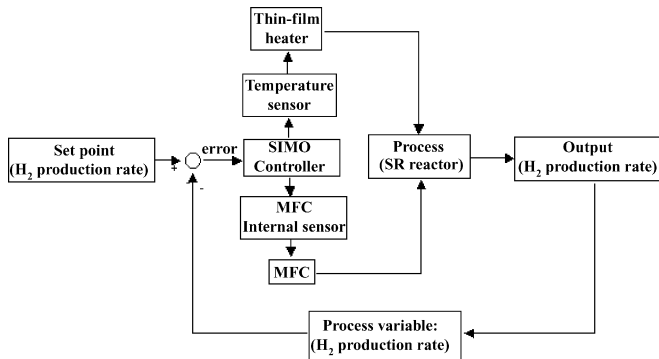 Thin-film
heater
Temperature
sensor
Set point
(H₂ production rate)
+
-
-
error
SIMO
Controller
Process
(SR reactor)
Output
(H₂ production rate)
MFC
Internal sensor
MFC
Process variable:
(H₂ production rate)